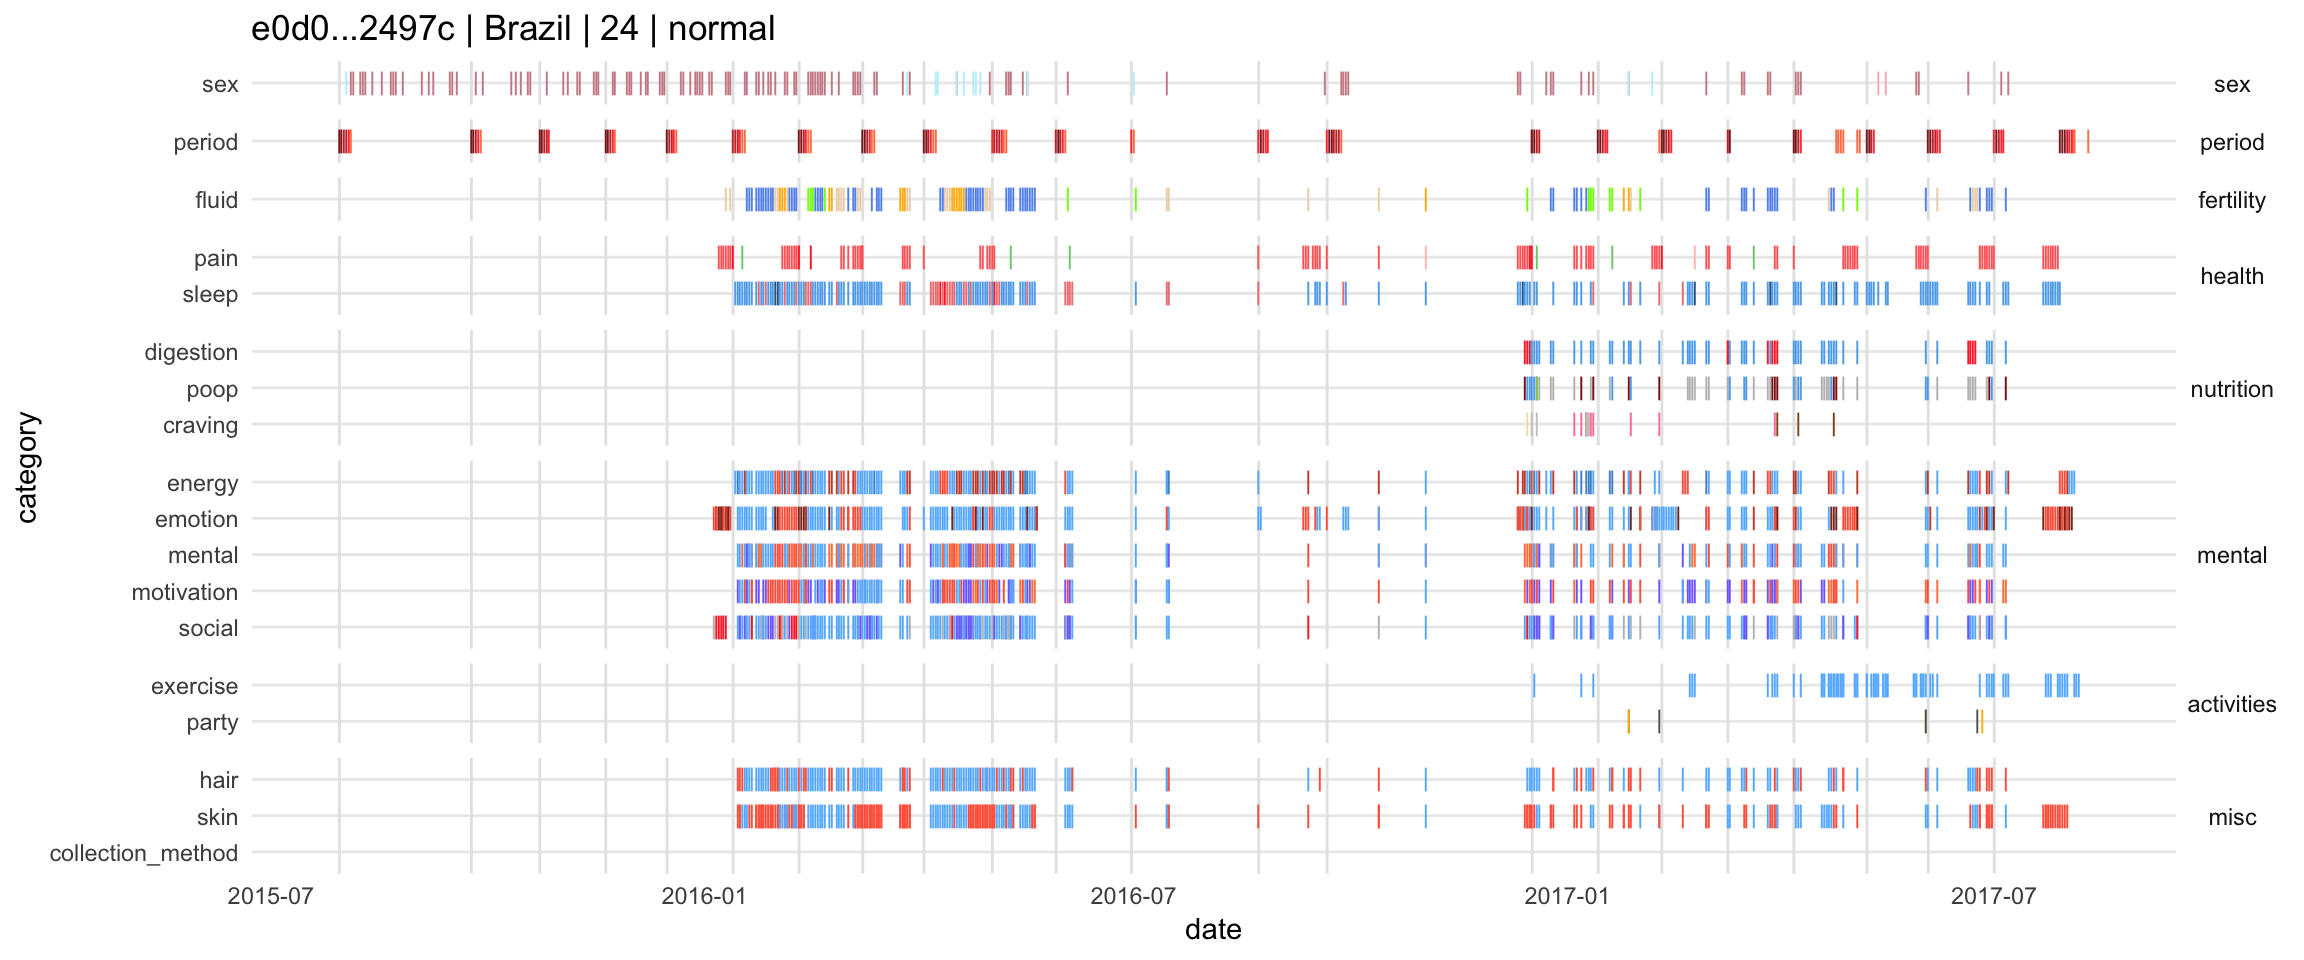 e0d0...2497c | Brazil | 24 | normal
sex
sex
period
period
fluid
fertility
pain
health
sleep
digestion
poop
nutrition
craving
energy
emotion
mental
mental
motivation
social
exercise
activities
party
hair
skin
misc
collection_method
category
2015-07
2016-01
2016-07
2017-01
2017-07
date